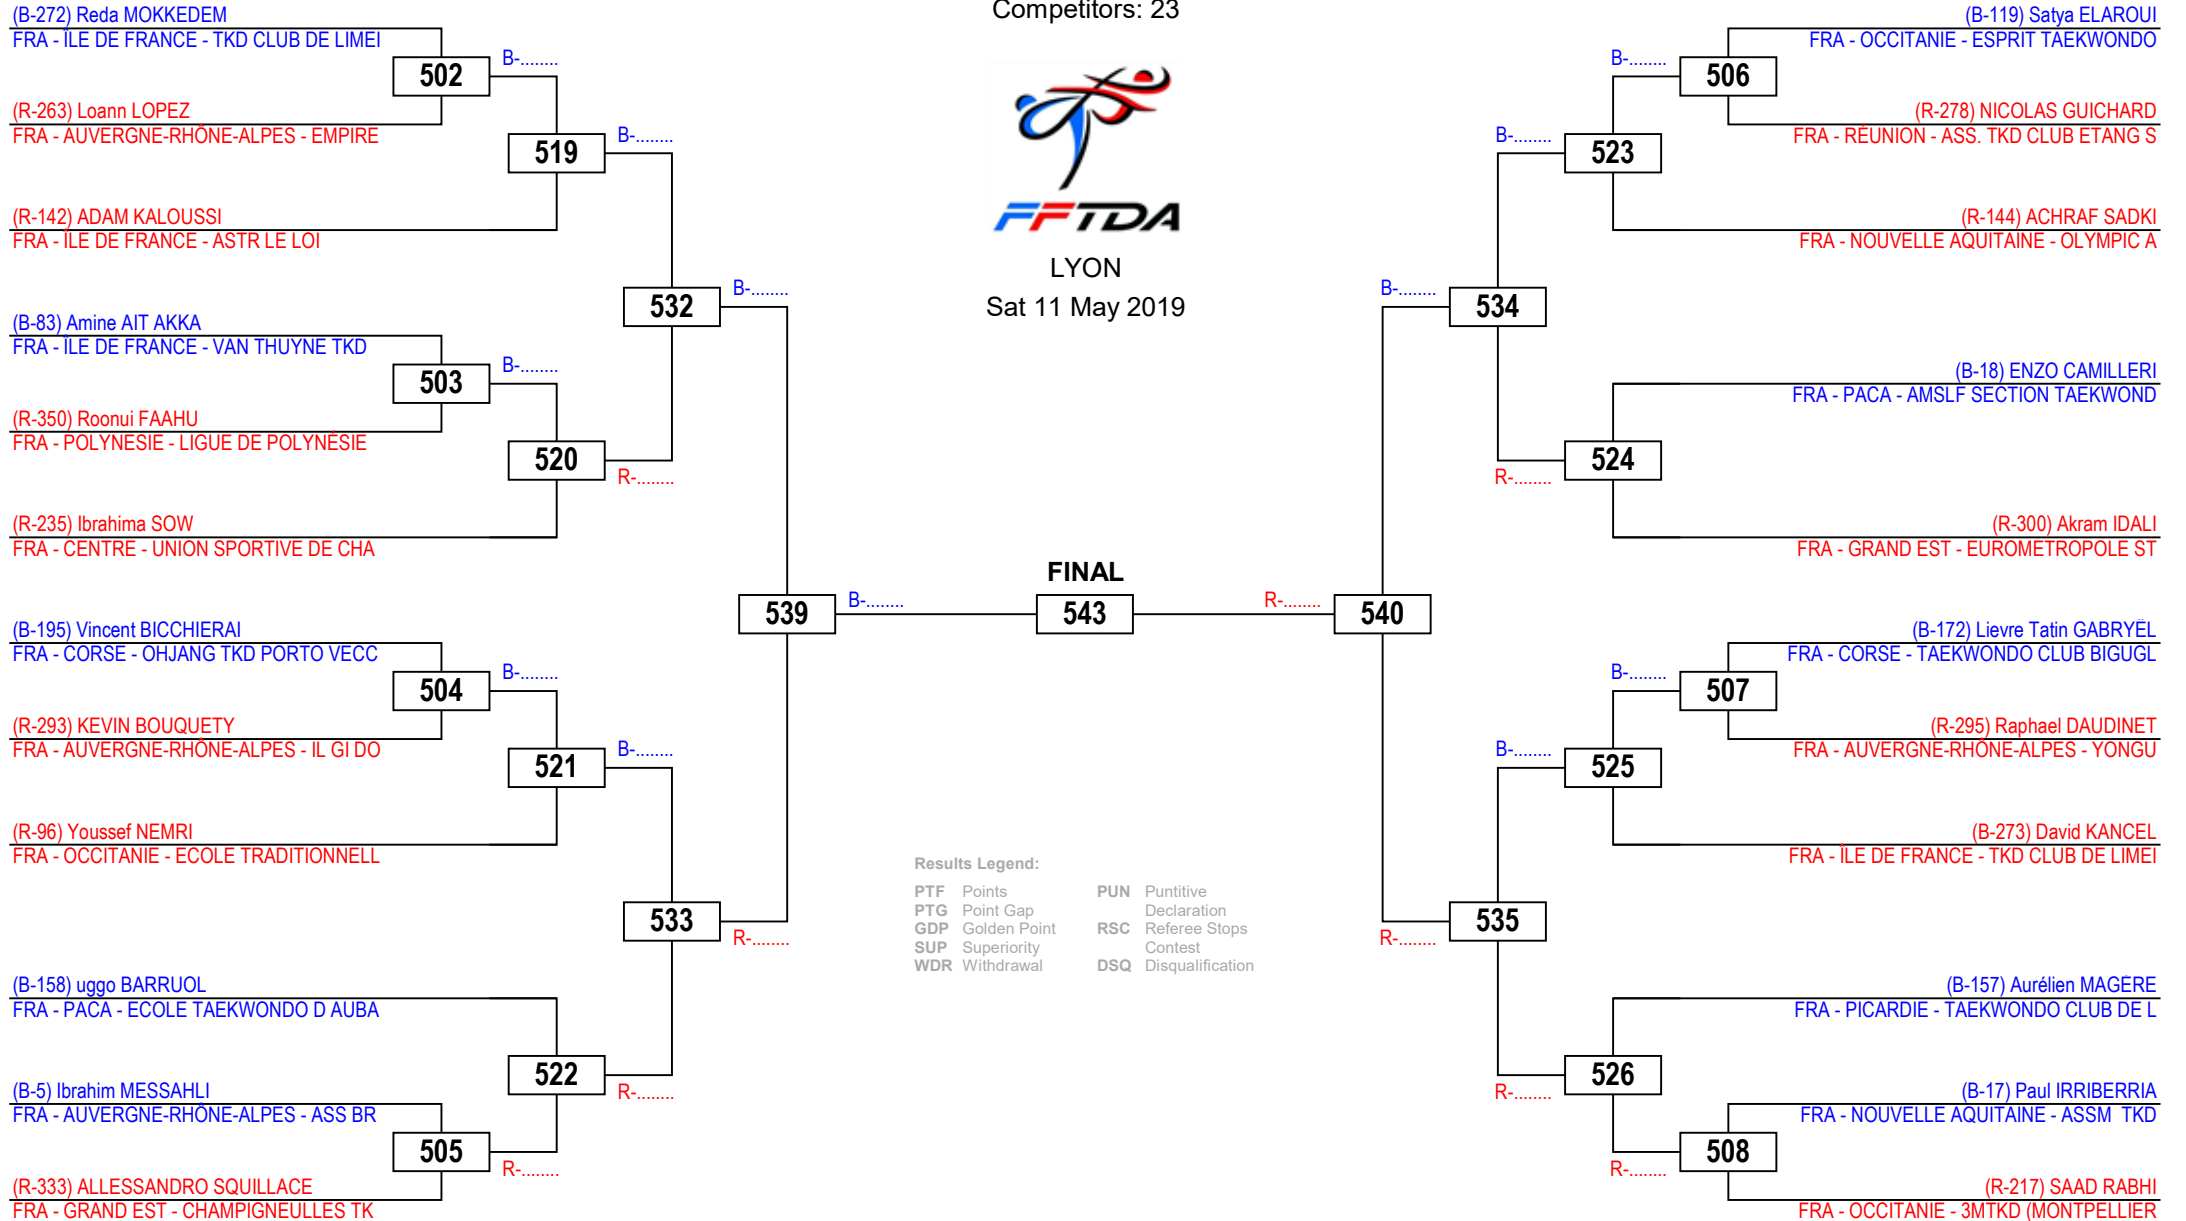 Competitors: 23
FFTDA
LYON
Sat 11 May 2019
(B-272) Reda MOKKEDEM
FRA - ÎLE DE FRANCE - TKD CLUB DE LIMEI
502
B-........
(R-263) Loann LOPEZ
FRA - AUVERGNE-RHÔNE-ALPES - EMPIRE
519
B-........
(R-142) ADAM KALOUSSI
FRA - ÎLE DE FRANCE - ASTR LE LOI
532
B-........
(B-83) Amine AIT AKKA
FRA - ÎLE DE FRANCE - VAN THUYNE TKD
503
B-........
(R-350) Roonui FAAHU
FRA - POLYNESIE - LIGUE DE POLYNÉSIE
520
R-........
(R-235) Ibrahima SOW
FRA - CENTRE - UNION SPORTIVE DE CHA
539
B-........
(B-195) Vincent BICCHIERAI
FRA - CORSE - OHJANG TKD PORTO VECC
504
B-........
(R-293) KEVIN BOUQUETY
FRA - AUVERGNE-RHÔNE-ALPES - IL GI DO
521
B-........
(R-96) Youssef NEMRI
FRA - OCCITANIE - ECOLE TRADITIONNELL
533
R-........
(B-158) uggo BARRUOL
FRA - PACA - ECOLE TAEKWONDO D AUBA
522
R-........
(B-5) Ibrahim MESSAHLI
FRA - AUVERGNE-RHÔNE-ALPES - ASS BR
505
R-........
(R-333) ALLESSANDRO SQUILLACE
FRA - GRAND EST - CHAMPIGNEULLES TK
FINAL
543
Results Legend:
PTF Points
PTG Point Gap
GDP Golden Point
SUP Superiority
WDR Withdrawal
PUN Puntitive
Declaration
RSC Referee Stops
Contest
DSQ Disqualification
(B-119) Satya ELAROUI
FRA - OCCITANIE - ESPRIT TAEKWONDO
B-........
506
(R-278) NICOLAS GUICHARD
FRA - RÉUNION - ASS. TKD CLUB ETANG S
B-........
523
(R-144) ACHRAF SADKI
FRA - NOUVELLE AQUITAINE - OLYMPIC A
B-........
534
(B-18) ENZO CAMILLERI
FRA - PACA - AMSLF SECTION TAEKWOND
R-........
524
(R-300) Akram IDALI
FRA - GRAND EST - EUROMETROPOLE ST
R-........
540
(B-172) Lievre Tatin GABRYËL
FRA - CORSE - TAEKWONDO CLUB BIGUGL
B-........
507
(R-295) Raphael DAUDINET
FRA - AUVERGNE-RHÔNE-ALPES - YONGU
B-........
525
(B-273) David KANCEL
FRA - ÎLE DE FRANCE - TKD CLUB DE LIMEI
R-........
535
(B-157) Aurélien MAGÈRE
FRA - PICARDIE - TAEKWONDO CLUB DE L
R-........
526
(B-17) Paul IRRIBERRIA
FRA - NOUVELLE AQUITAINE - ASSM  TKD
R-........
508
(R-217) SAAD RABHI
FRA - OCCITANIE - 3MTKD (MONTPELLIER